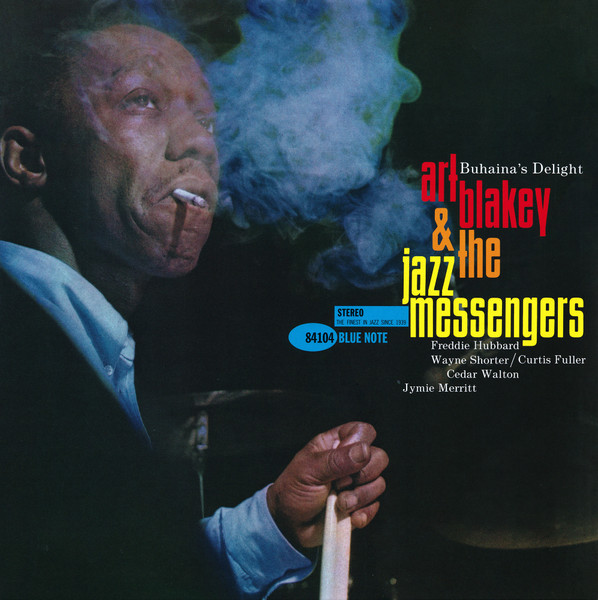 Buhaina's Delight
art
blakey
& the
jazz
messengers
STEREO
THE FINEST IN JAZZ SINCE 1939
84104 BLUE NOTE
Freddie Hubbard
Wayne Shorter/Curtis Fuller
Cedar Walton
Jymie Merritt